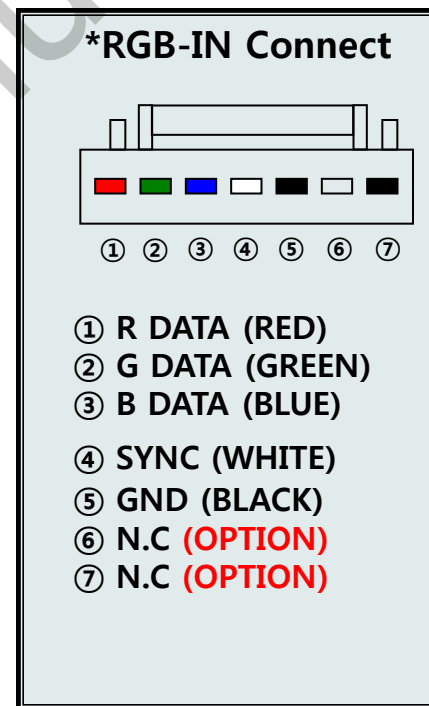 *RGB-IN Connect
① ② ③ ④ ⑤ ⑥ ⑦
① R DATA (RED)
② G DATA (GREEN)
③ B DATA (BLUE)
④ SYNC (WHITE)
⑤ GND (BLACK)
⑥ N.C (OPTION)
⑦ N.C (OPTION)